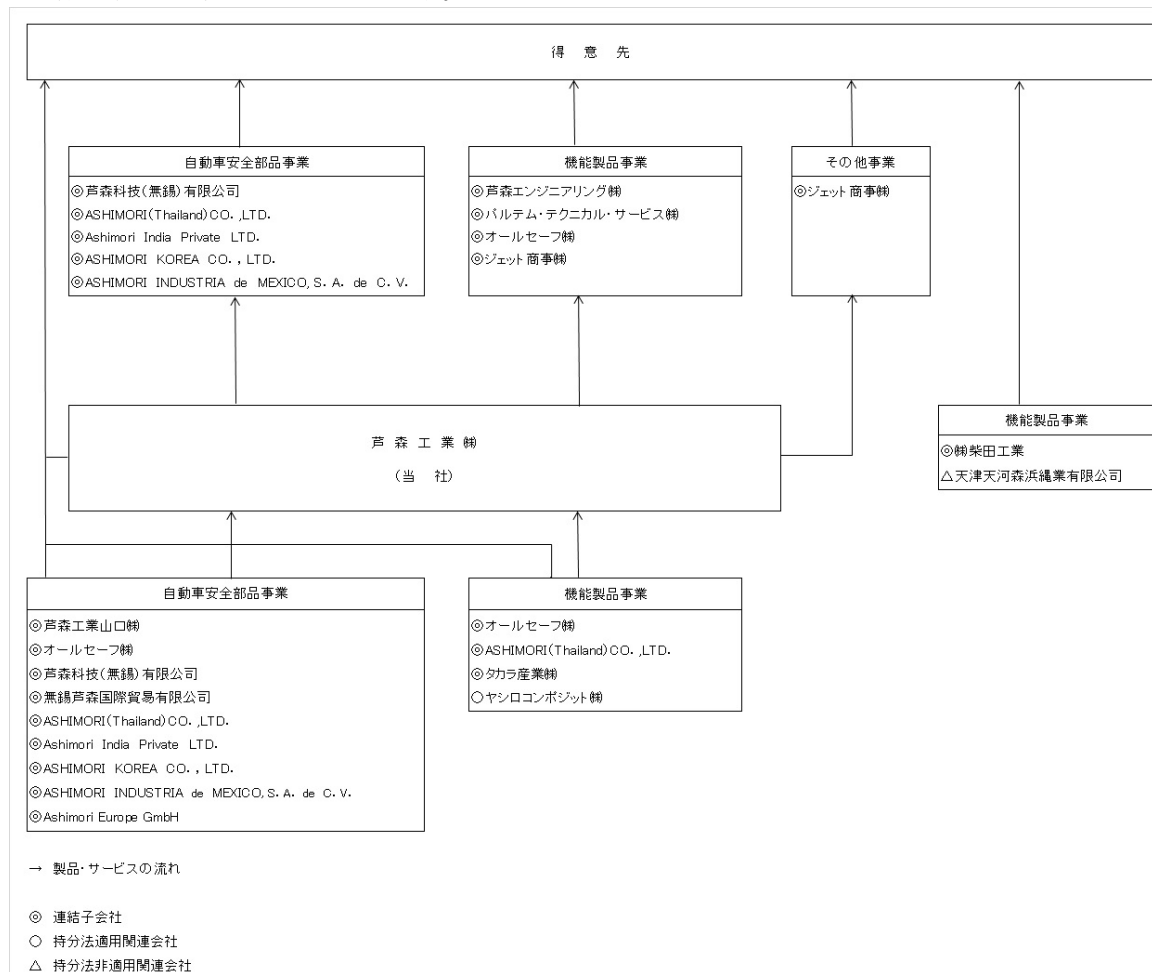 得 意 先
自動車安全部品事業
◎芦森科技(無錫)有限公司
◎ASHIMORI(Thailand)CO.,LTD.
◎Ashimori India Private LTD.
◎ASHIMORI KOREA CO., LTD.
◎ASHIMORI INDUSTRIA de MEXICO, S. A. de C. V.
機能製品事業
◎芦森エンジニアリング㈱
◎パルテム・テクニカル・サービス㈱
◎オールセーフ㈱
◎ジェット商事㈱
その他事業
◎ジェット商事㈱
芦 森 工 業 ㈱
(当 社)
機能製品事業
◎㈱柴田工業
△天津天河森浜縄業有限公司
自動車安全部品事業
◎芦森工業山口㈱
◎オールセーフ㈱
◎芦森科技(無錫)有限公司
◎無錫芦森国際貿易有限公司
◎ASHIMORI(Thailand)CO.,LTD.
◎Ashimori India Private LTD.
◎ASHIMORI KOREA CO., LTD.
◎ASHIMORI INDUSTRIA de MEXICO, S. A. de C. V.
◎Ashimori Europe GmbH
機能製品事業
◎オールセーフ㈱
◎ASHIMORI(Thailand)CO.,LTD.
◎タカラ産業㈱
○ヤシロコンポジット㈱
→ 製品・サービスの流れ
◎ 連結子会社
○ 持分法適用関連会社
△ 持分法非適用関連会社